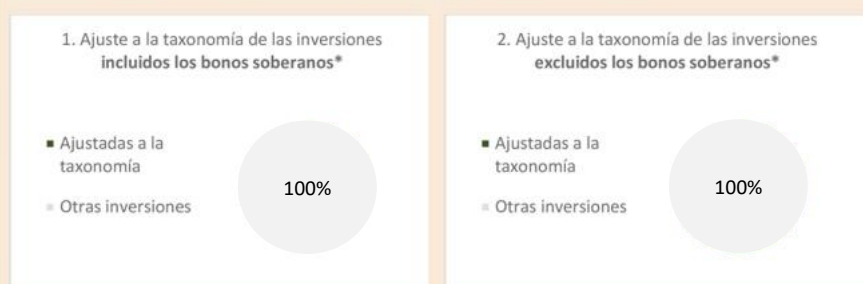 1. Ajuste a la taxonomía de las inversiones
incluidos los bonos soberanos*
Ajustadas a la
taxonomía
Otras inversiones
100%
2. Ajuste a la taxonomía de las inversiones
excluidos los bonos soberanos*
Ajustadas a la
taxonomía
Otras inversiones
100%